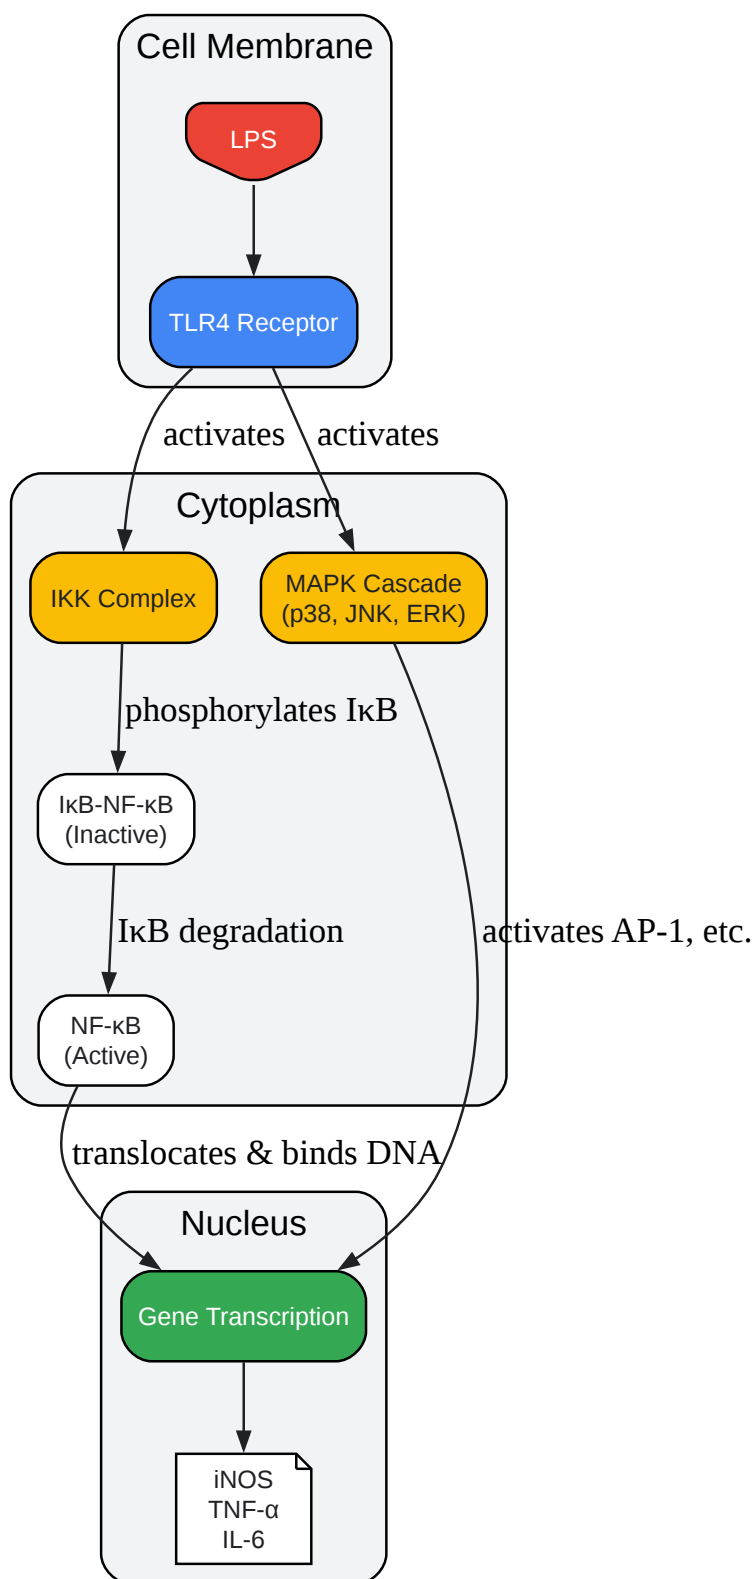 Cell Membrane
LPS
TLR4 Receptor
activates
activates
Cytoplasm
IKK Complex
MAPK Cascade
(p38, JNK, ERK)
phosphorylates IκB
IκB-NF-κB
(Inactive)
IκB degradation
activates AP-1, etc.
NF-κB
(Active)
translocates & binds DNA
Nucleus
Gene Transcription
iNOS
TNF-α
IL-6